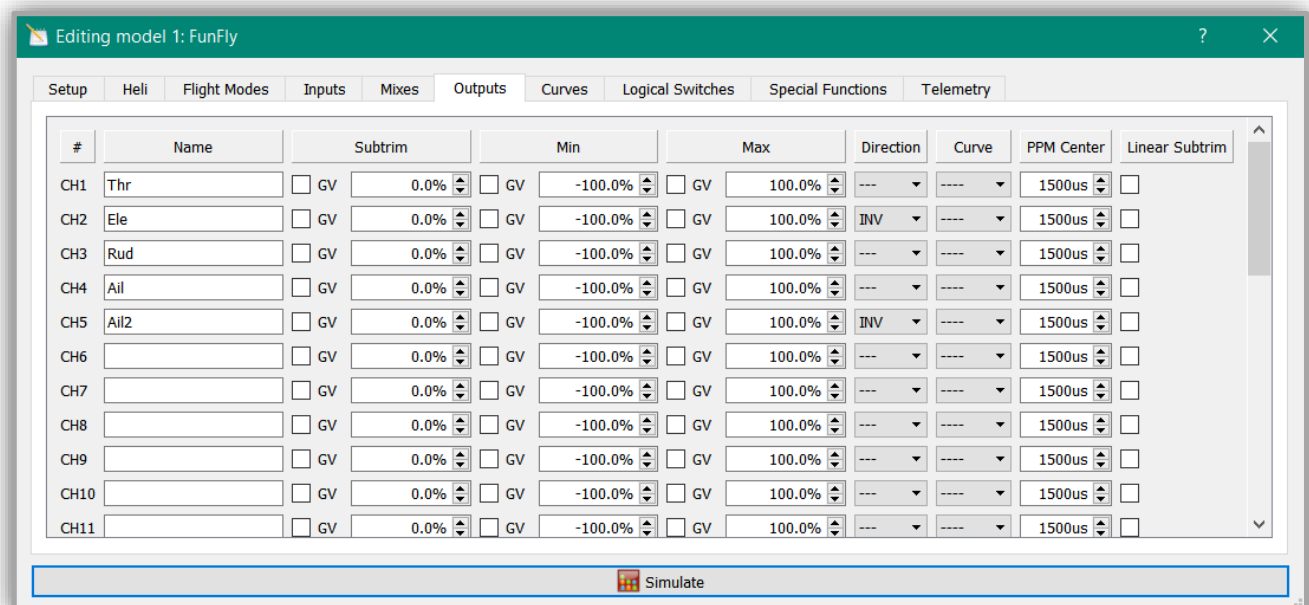 Editing model 1: FunFly ? ×
Setup Heli Flight Modes Inputs Mixes Outputs Curves Logical Switches Special Functions Telemetry
# Name Subtrim Min Max Direction Curve PPM Center Linear Subtrim
CH1 Thr GV 0.0% GV -100.0% GV 100.0% --- ---- 1500us
CH2 Ele GV 0.0% GV -100.0% GV 100.0% INV ---- 1500us
CH3 Rud GV 0.0% GV -100.0% GV 100.0% --- ---- 1500us
CH4 Ail GV 0.0% GV -100.0% GV 100.0% --- ---- 1500us
CH5 Ail2 GV 0.0% GV -100.0% GV 100.0% INV ---- 1500us
CH6 GV 0.0% GV -100.0% GV 100.0% --- ---- 1500us
CH7 GV 0.0% GV -100.0% GV 100.0% --- ---- 1500us
CH8 GV 0.0% GV -100.0% GV 100.0% --- ---- 1500us
CH9 GV 0.0% GV -100.0% GV 100.0% --- ---- 1500us
CH10 GV 0.0% GV -100.0% GV 100.0% --- ---- 1500us
CH11 GV 0.0% GV -100.0% GV 100.0% --- ---- 1500us
Simulate